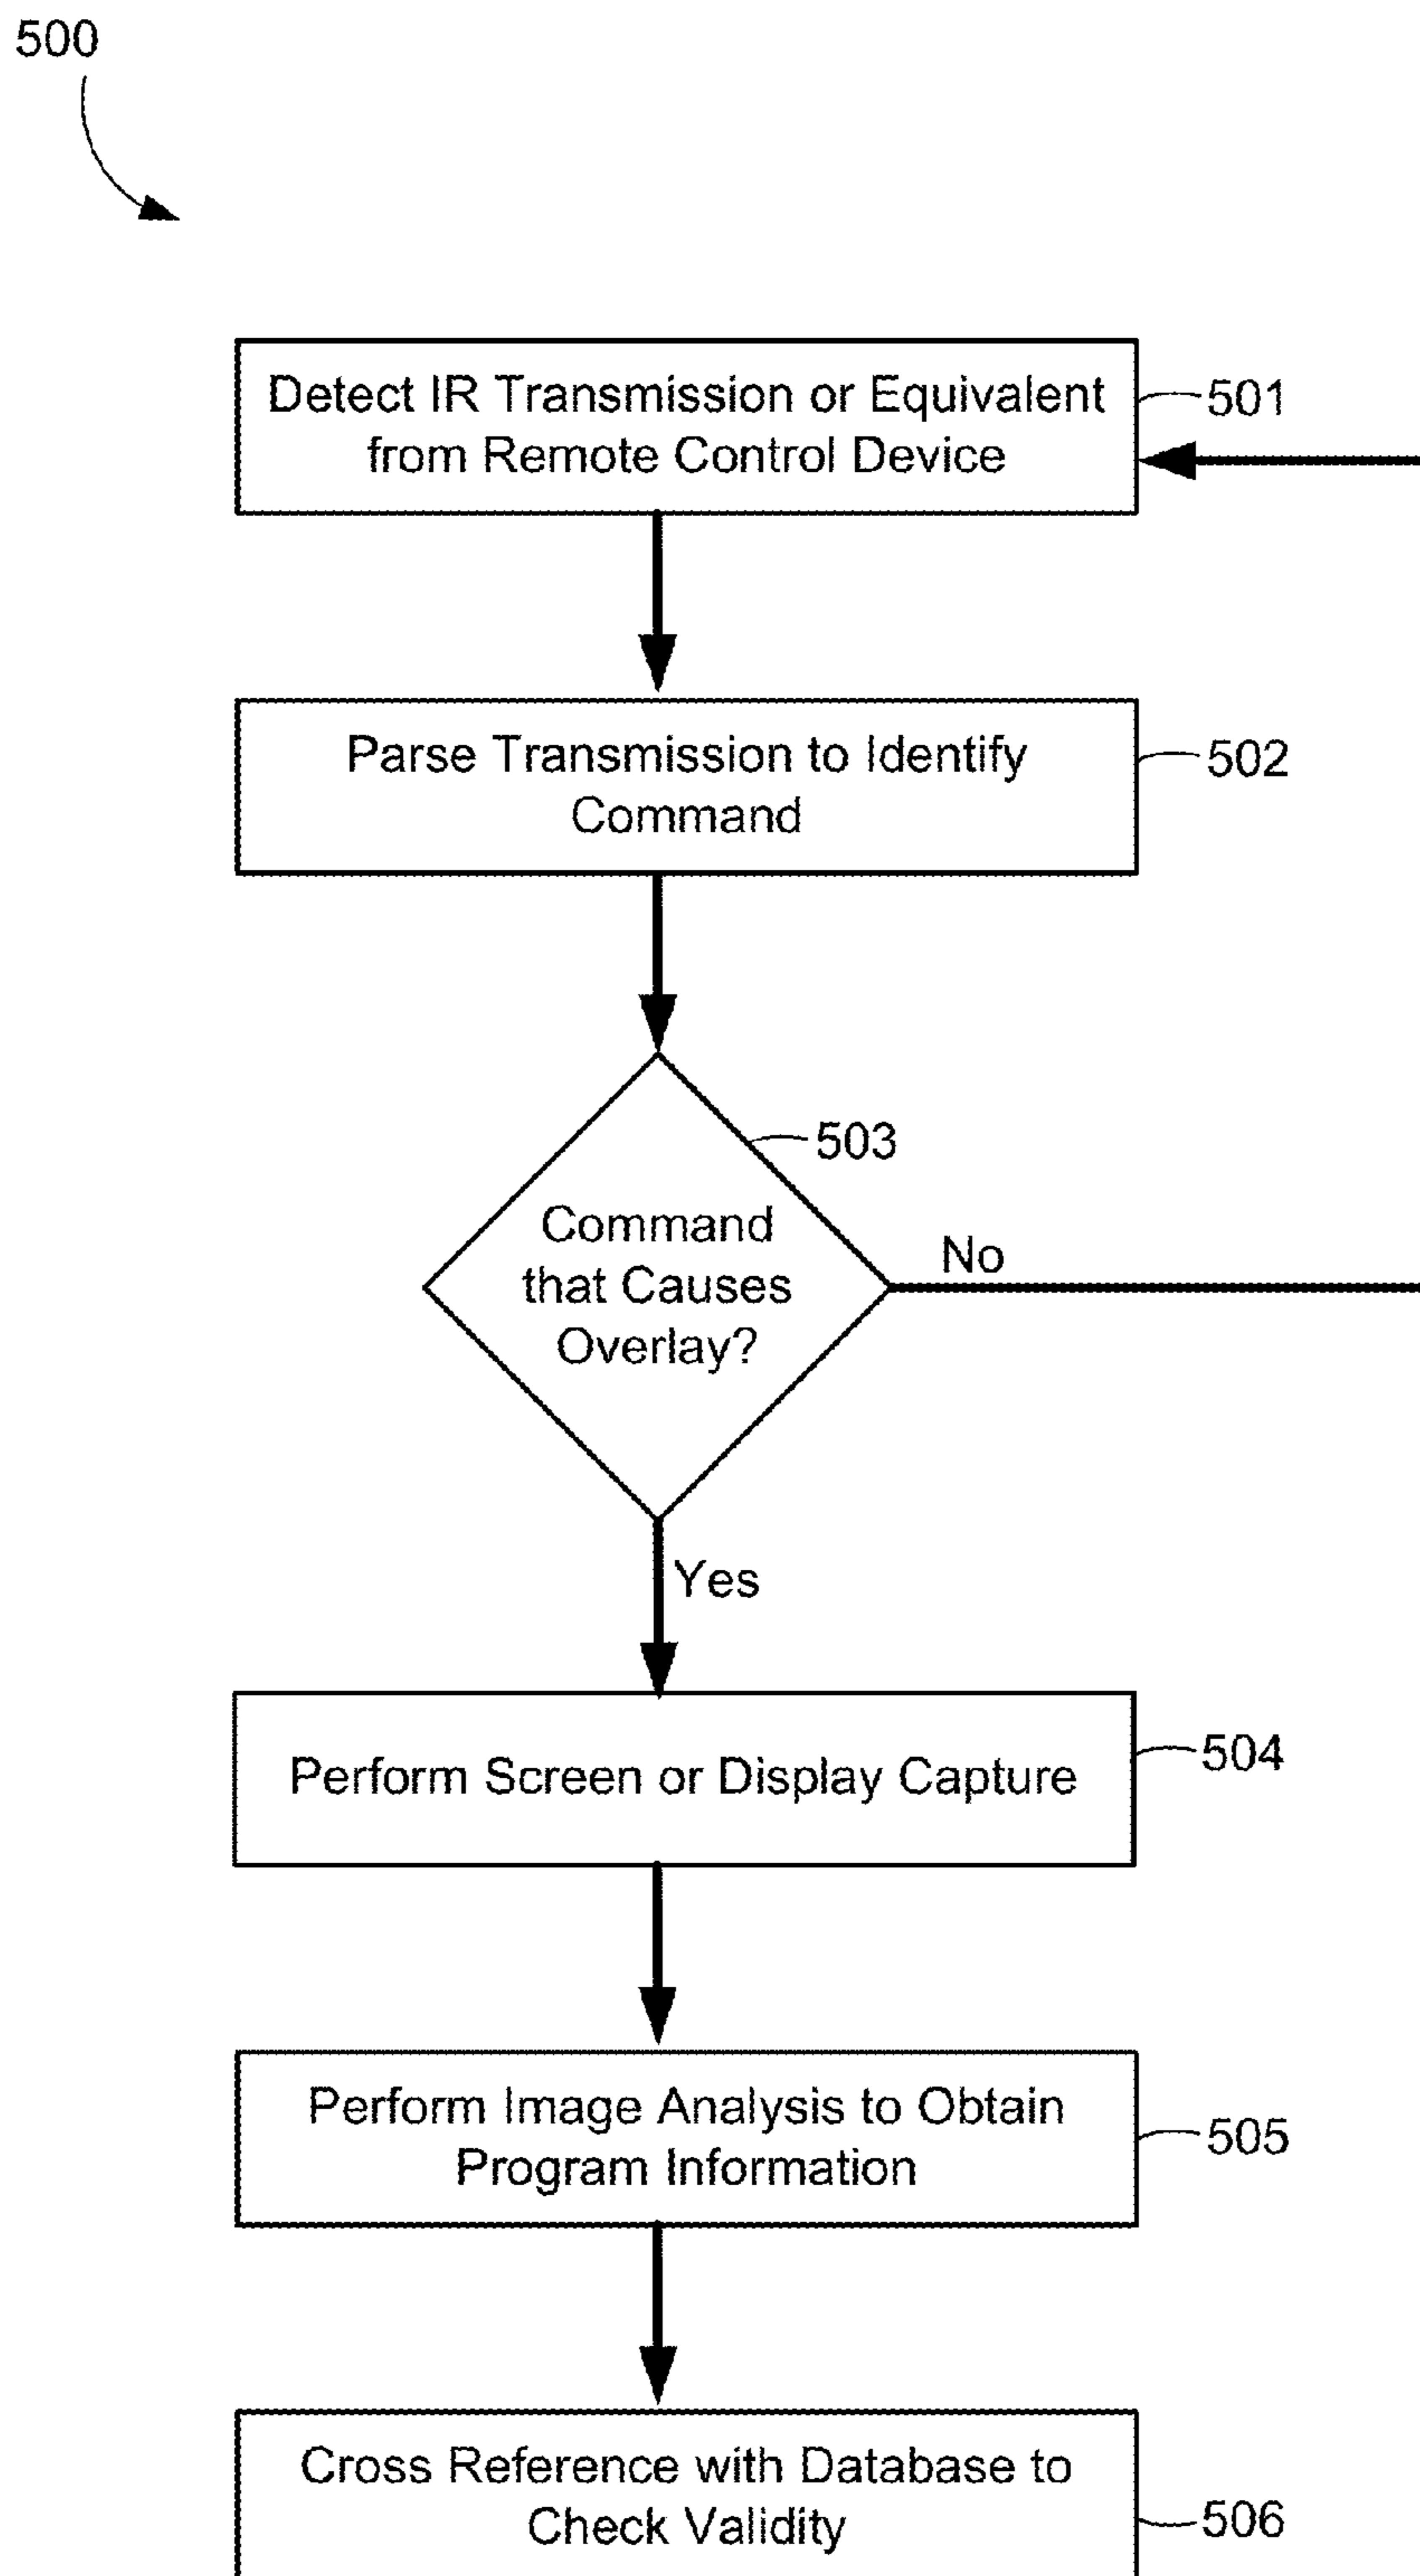 500
Detect IR Transmission or Equivalent
from Remote Control Device
501
Parse Transmission to Identify
Command
502
503
Command
that Causes
Overlay?
No
Yes
Perform Screen or Display Capture
504
Perform Image Analysis to Obtain
Program Information
505
Cross Reference with Database to
Check Validity
506